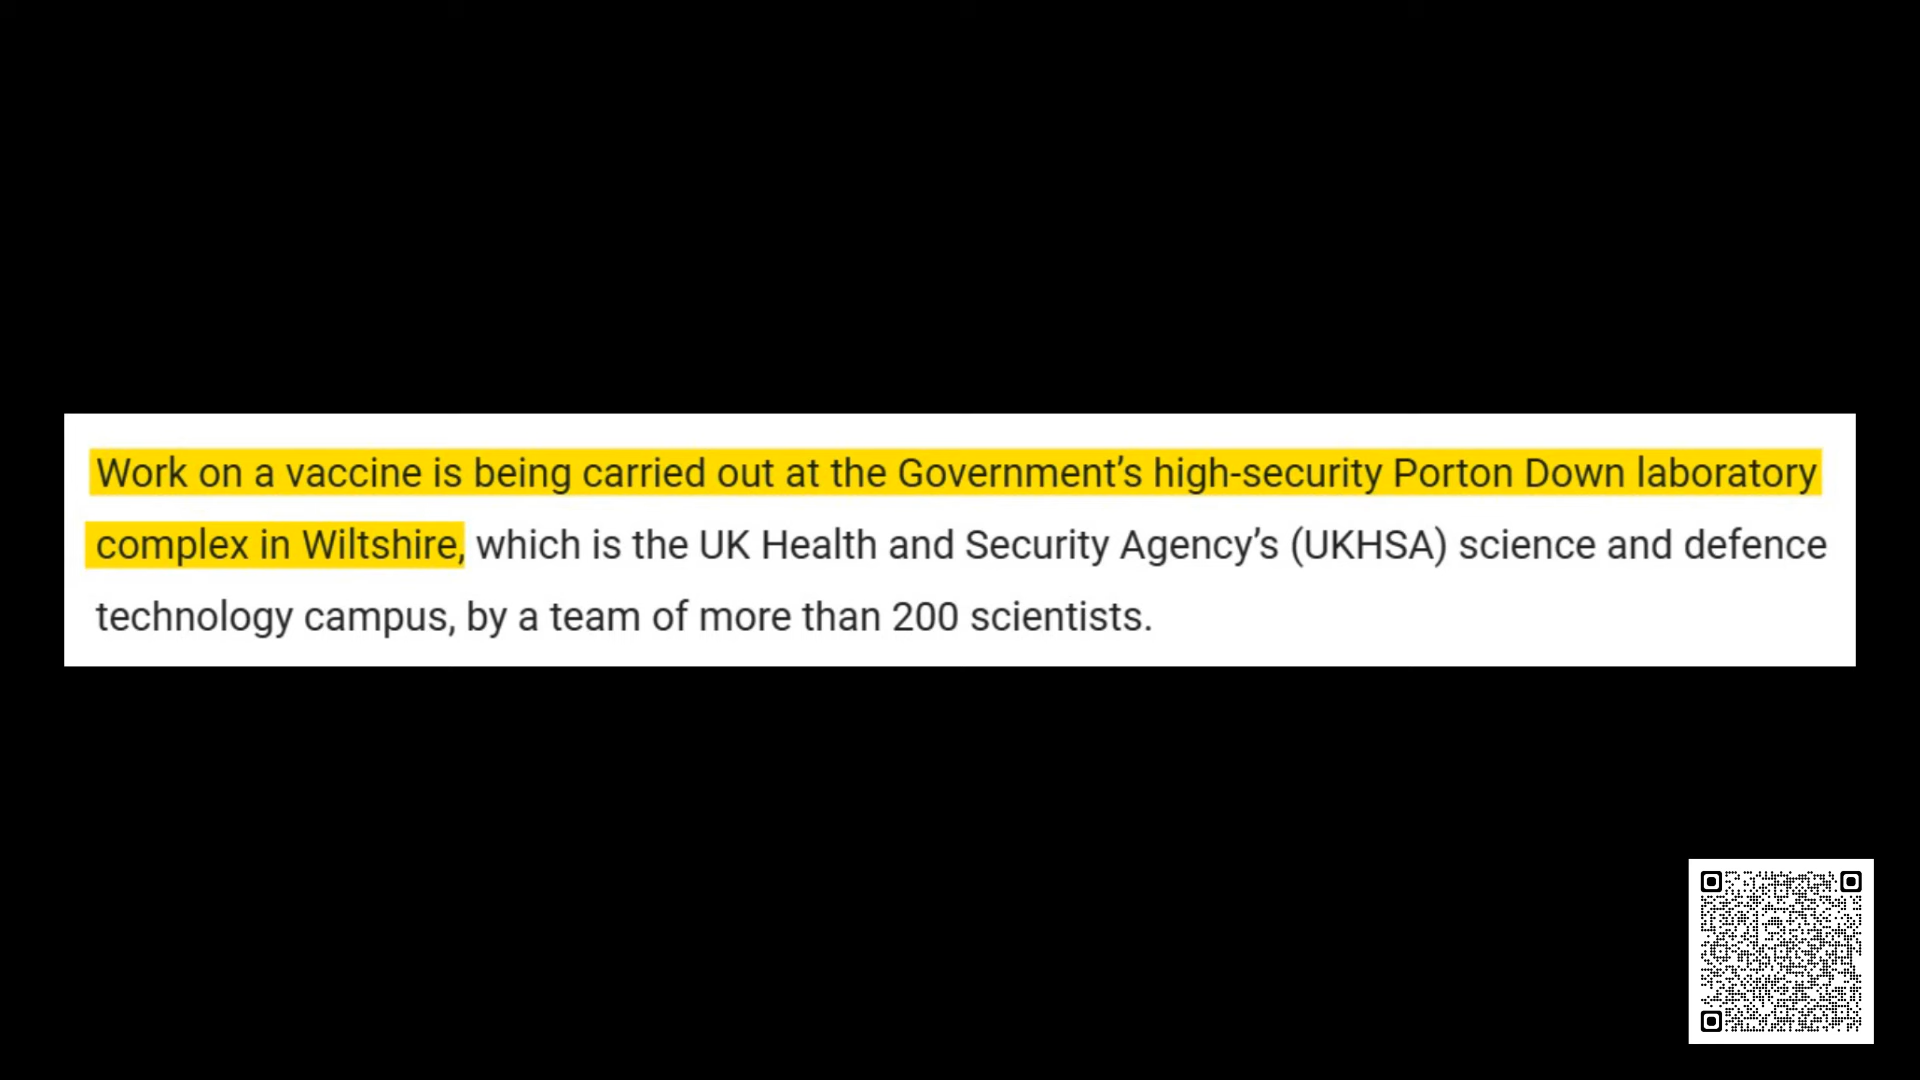 Work on a vaccine is being carried out at the Government’s high-security Porton Down laboratory
complex in Wiltshire, which is the UK Health and Security Agency’s (UKHSA) science and defence
technology campus, by a team of more than 200 scientists.